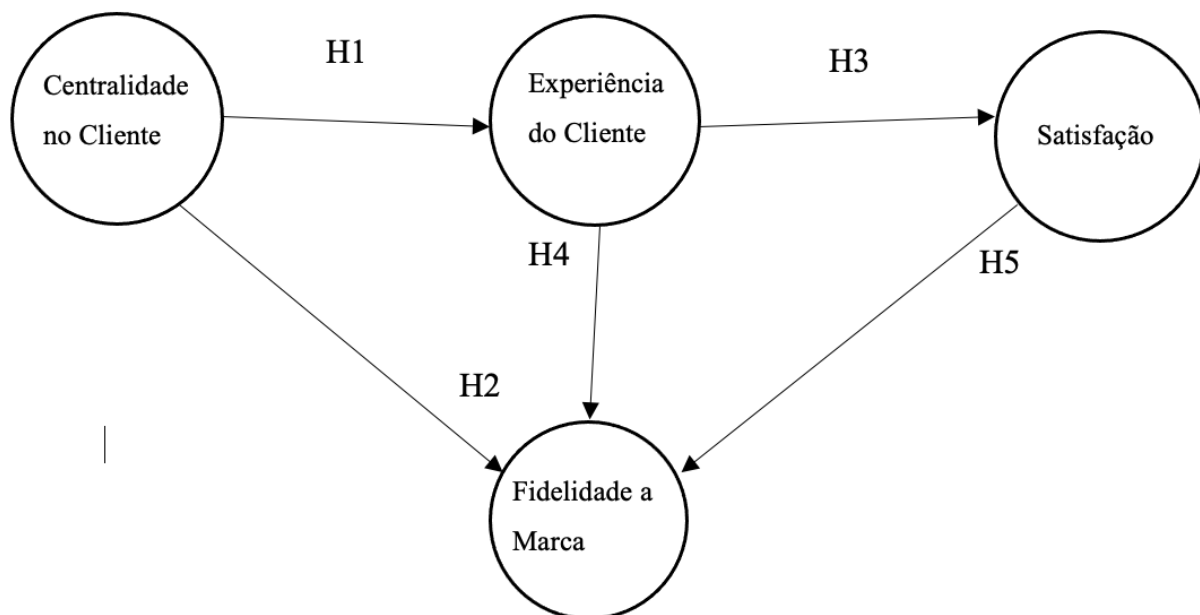 H1
H3
Centralidade
no Cliente
Experiência
do Cliente
Satisfação
H4
H5
H2
Fidelidade a
Marca